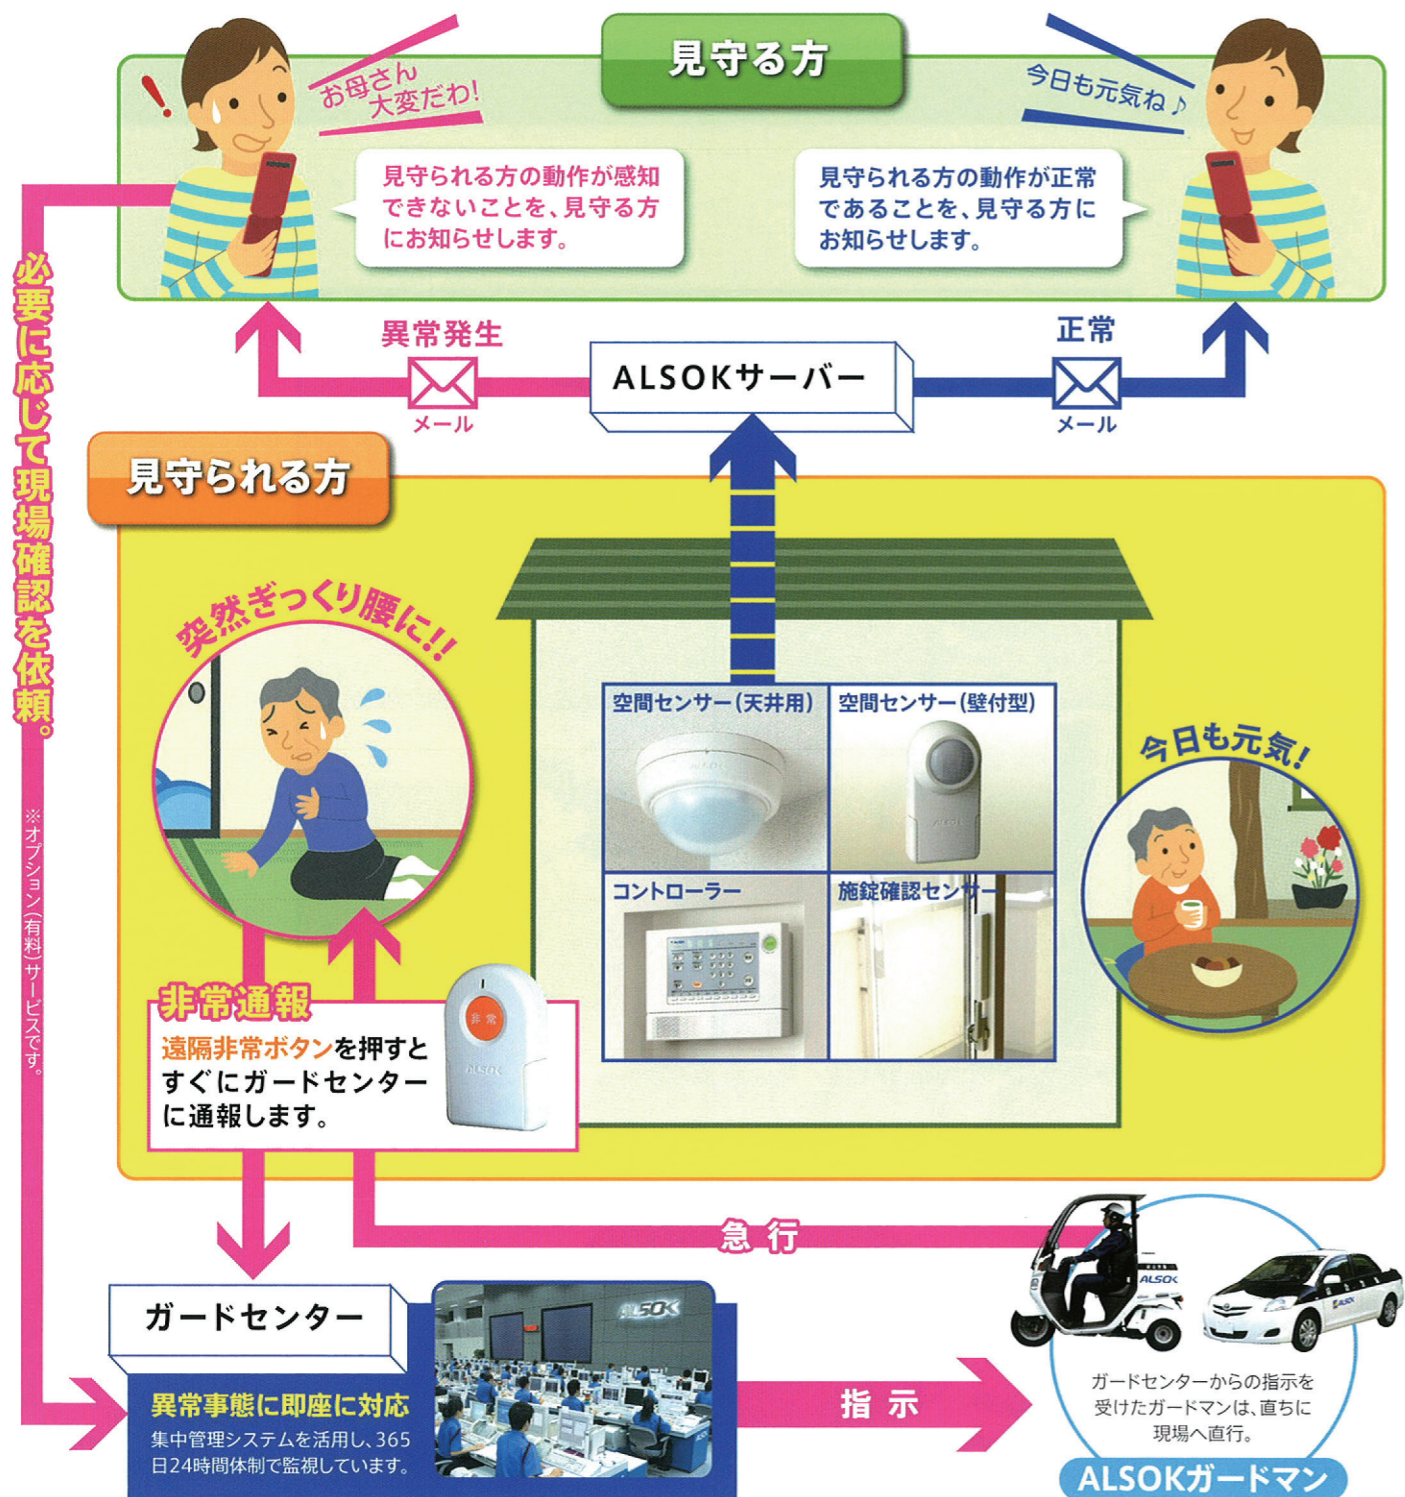 見守る方
お母さん
大変だわ!
今日も元気ね♪
見守られる方の動作が感知
できないことを、見守る方
にお知らせします。
見守られる方の動作が正常
であることを、見守る方に
お知らせします。
異常発生
メール
ALSOKサーバー
正常
メール
必要に応じて現場確認を依頼。
※オプション(有料)サービスです。
見守られる方
突然ぎっくり腰に!!
空間センサー(天井用)
空間センサー(壁付型)
コントローラー
施錠確認センサー
今日も元気!
非常通報
遠隔非常ボタンを押すと
すぐにガードセンター
に通報します。
非常
ALSOK
急行
ガードセンター
ALSOK
異常事態に即座に対応
集中管理システムを活用し、365
日24時間体制で監視しています。
指示
ALSOK
ALSOK
ガードセンターからの指示を
受けたガードマンは、直ちに
現場へ直行。
ALSOKガードマン